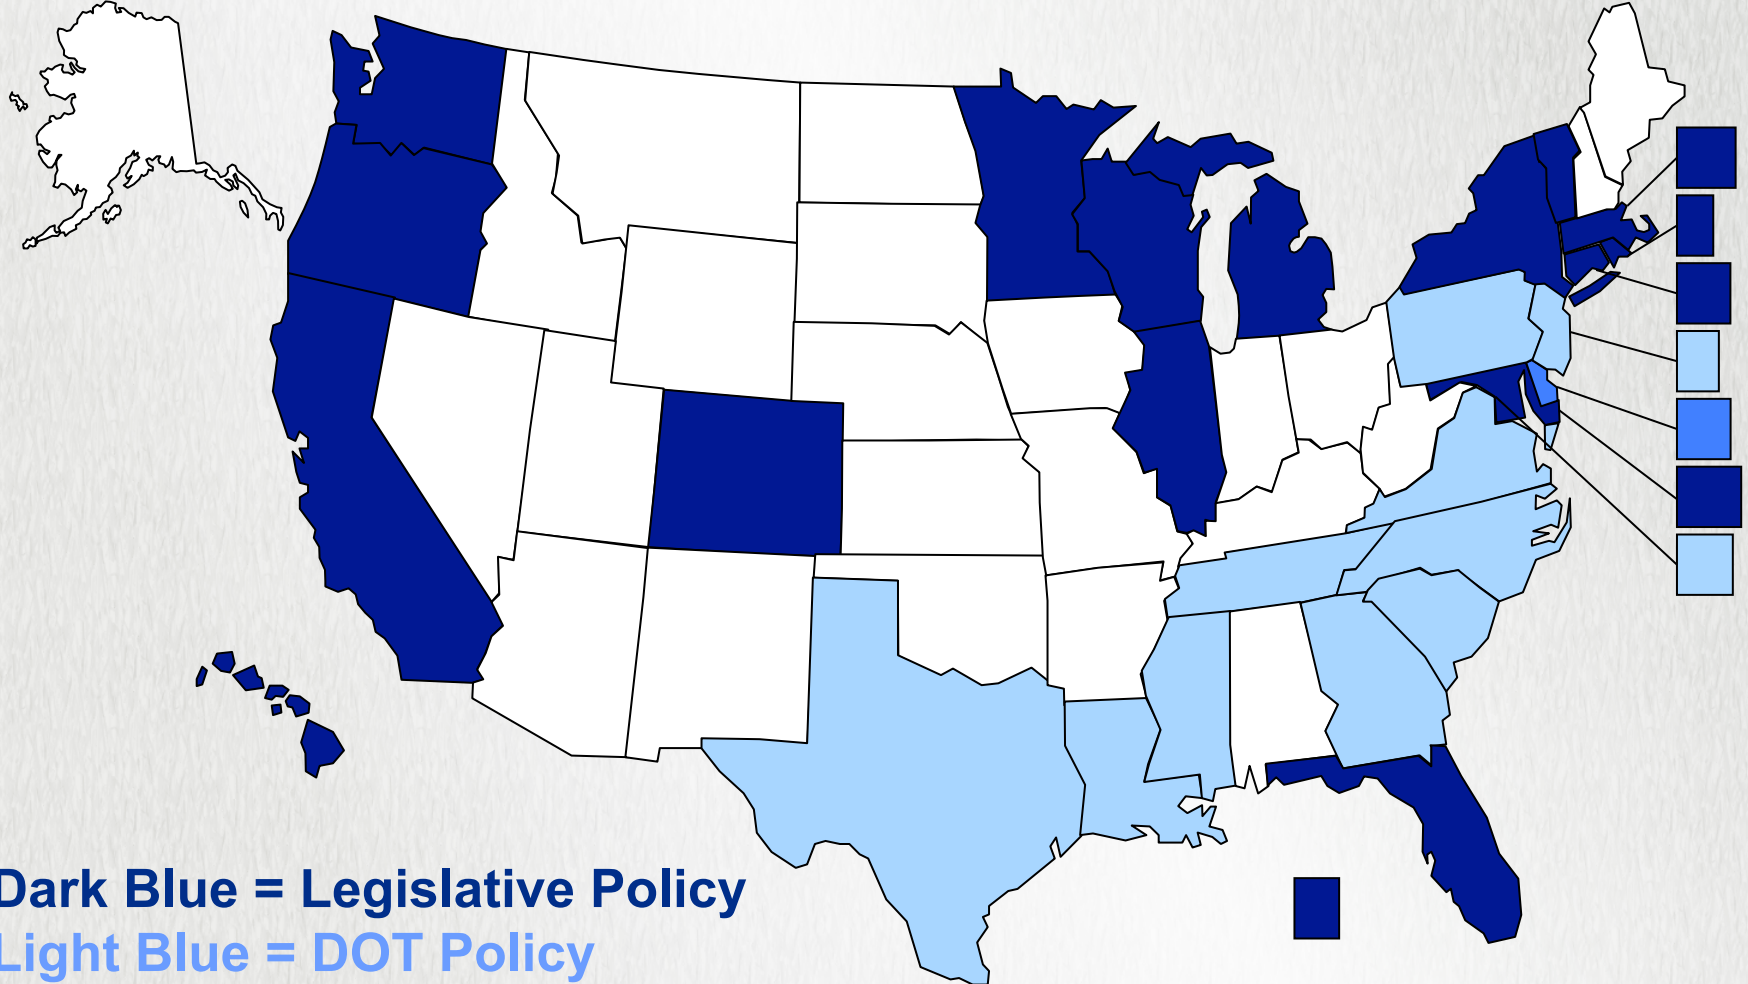 Dark Blue = Legislative Policy
Light Blue = DOT Policy